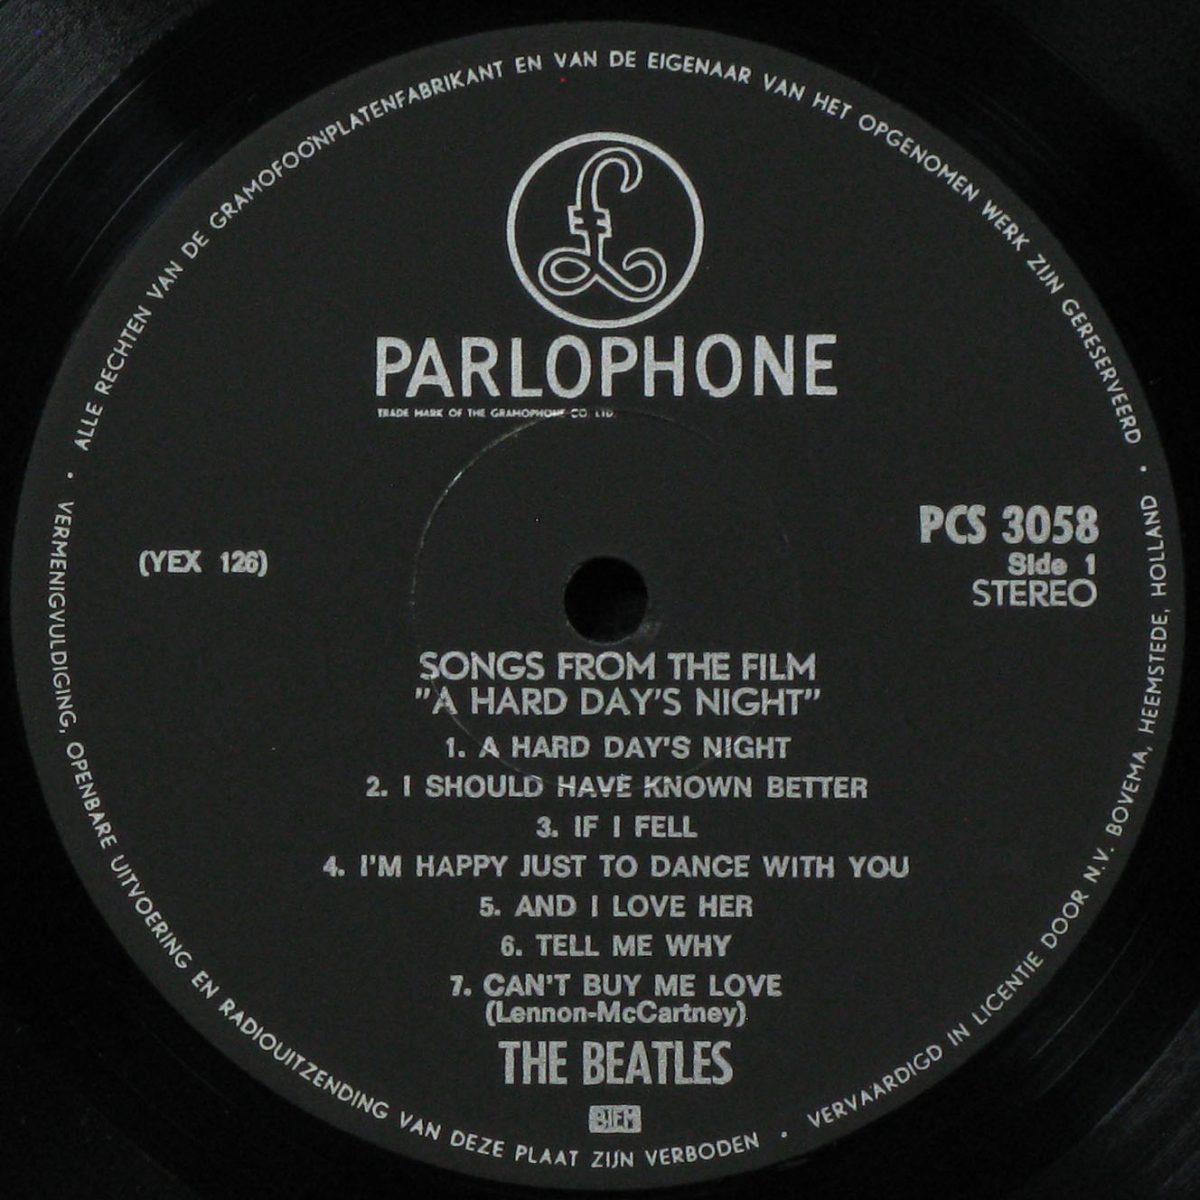 ALLE RECHTEN VAN DE GRAMOFOONPLATENFABRIKANT EN VAN DE EIGENAAR VAN HET OPGENOMEN WERK ZIJN GERESERVEERD •
£
PARLOPHONE
TRADE MARK OF THE GRAMOPHONE CO. LTD.
PCS 3058
(YEX 126)
Side 1
STEREO
SONGS FROM THE FILM
"A HARD DAY'S NIGHT"
1. A HARD DAY'S NIGHT
2. I SHOULD HAVE KNOWN BETTER
3. IF I FELL
4. I'M HAPPY JUST TO DANCE WITH YOU
5. AND I LOVE HER
6. TELL ME WHY
7. CAN'T BUY ME LOVE
(Lennon-McCartney)
THE BEATLES
BIEM
VERMENIGVULDIGING, OPENBARE UITVOERING EN RADIOUITZENDING VAN DEZE PLAAT ZIJN VERBODEN •
VERVAARDIGD IN LICENTIE DOOR N.V. BOVEMA, HEEMSTEDE, HOLLAND •